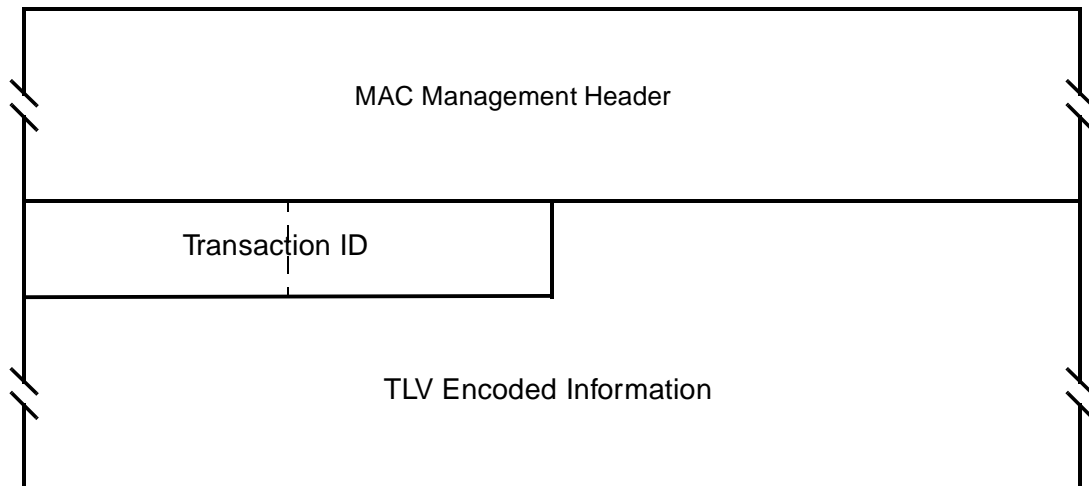 MAC Management Header
Transaction ID
TLV Encoded Information